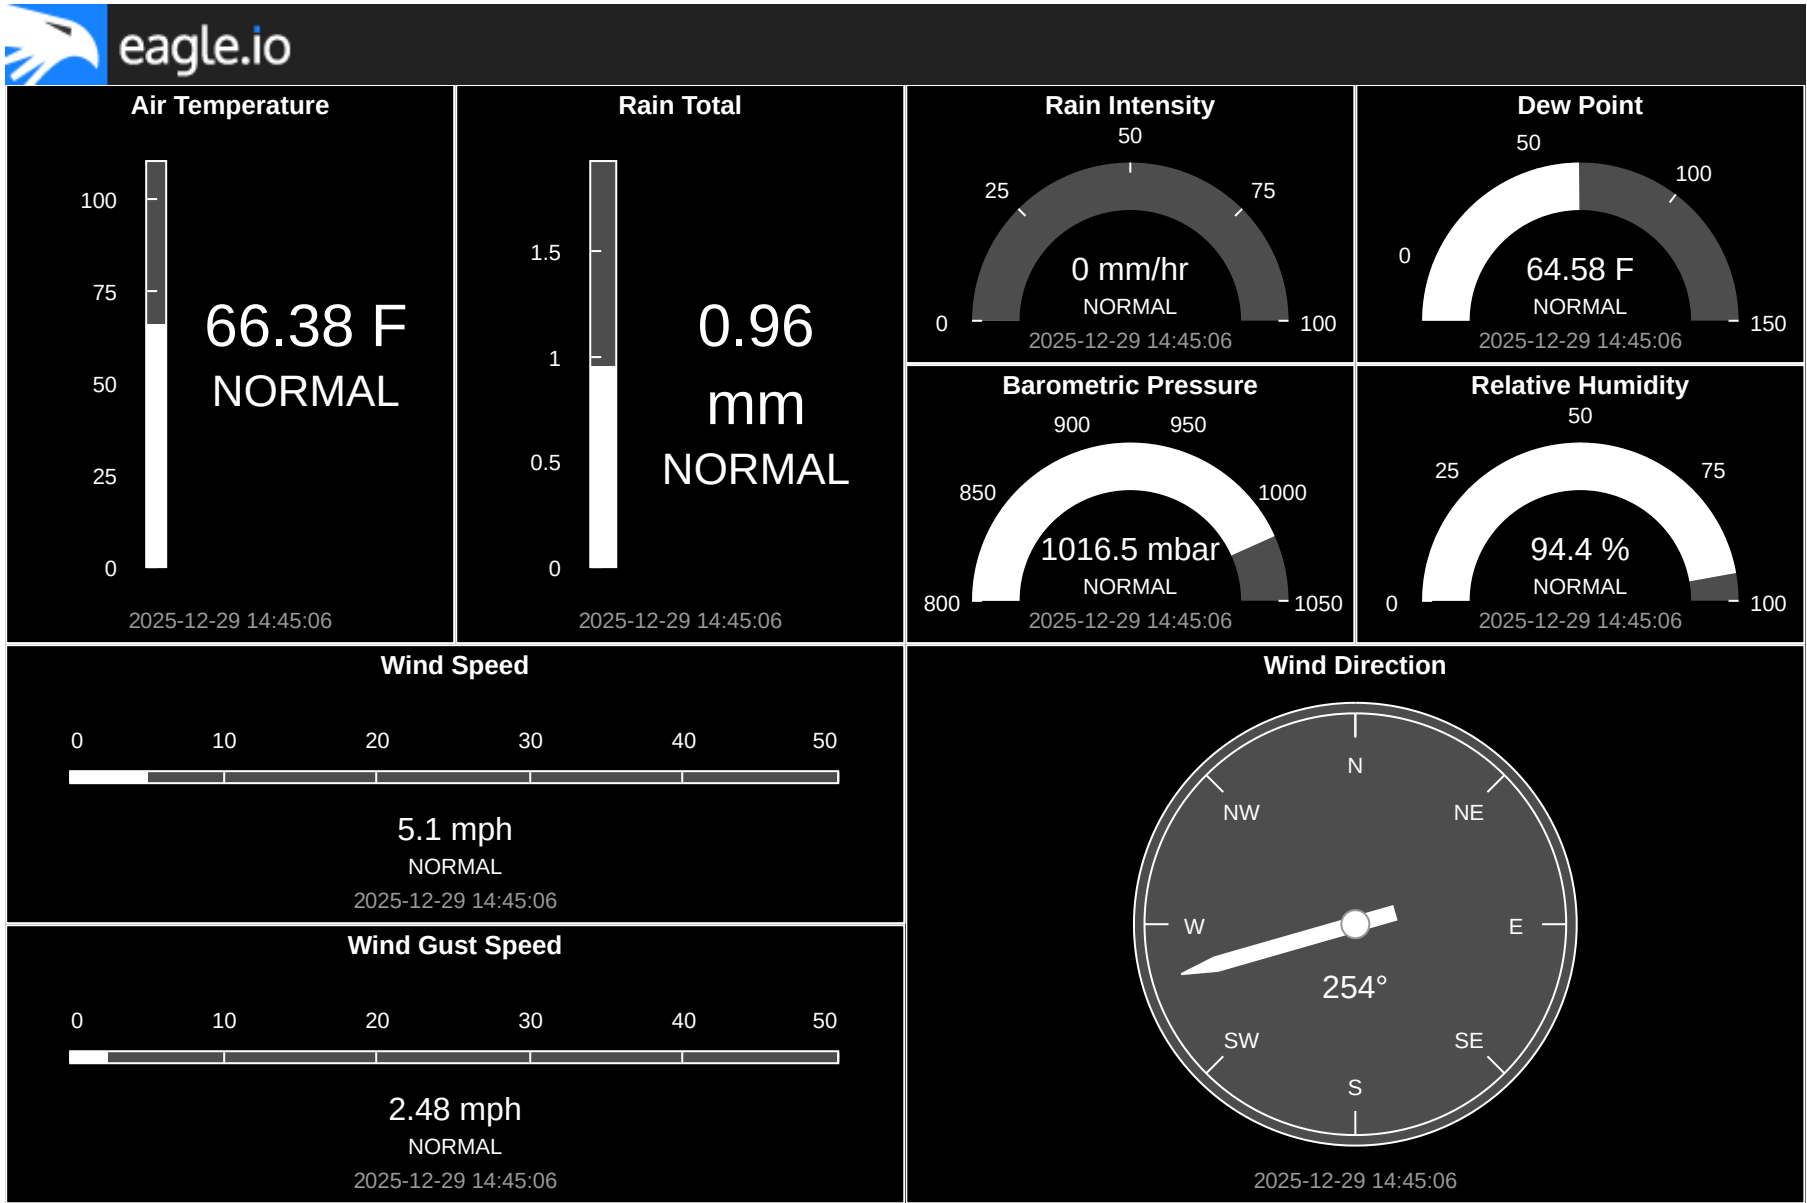 eagle.io
Air Temperature
100
75
50
25
0
66.38 F
NORMAL
2025-12-29 14:45:06
Rain Total
1.5
1
0.5
0
0.96
mm
NORMAL
2025-12-29 14:45:06
Rain Intensity
0
25
50
75
100
0 mm/hr
NORMAL
2025-12-29 14:45:06
Dew Point
0
50
100
150
64.58 F
NORMAL
2025-12-29 14:45:06
Barometric Pressure
800
850
900
950
1000
1050
1016.5 mbar
NORMAL
2025-12-29 14:45:06
Relative Humidity
0
25
50
75
100
94.4 %
NORMAL
2025-12-29 14:45:06
Wind Speed
0 10 20 30 40 50
5.1 mph
NORMAL
2025-12-29 14:45:06
Wind Gust Speed
0 10 20 30 40 50
2.48 mph
NORMAL
2025-12-29 14:45:06
Wind Direction
N
NW NE
W E
254°
SW SE
S
2025-12-29 14:45:06